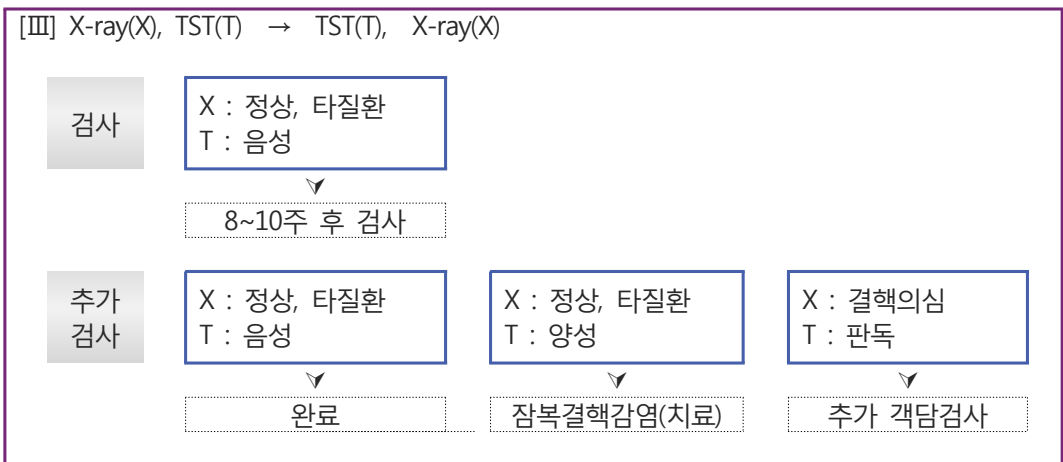 [Ⅲ] X-ray(X), TST(T) → TST(T), X-ray(X)
검사
X : 정상, 타질환
T : 음성
8~10주 후 검사
추가
검사
X : 정상, 타질환
T : 음성
X : 정상, 타질환
T : 양성
X : 결핵의심
T : 판독
완료
잠복결핵감염(치료)
추가 객담검사